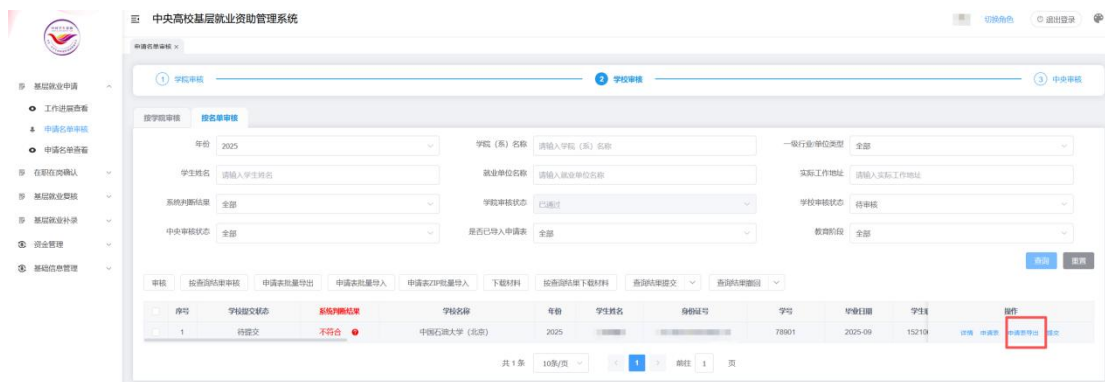 中央高校基层就业资助管理系统
切换角色
退出登录
申请名单审核 ×
基层就业申请
工作进展查看
申请名单审核
申请名单查看
在职在岗确认
基层就业复核
基层就业补录
资金管理
基础信息管理
1 学院审核
2 学校审核
3 中央审核
按学院审核 按名单审核
年份 2025 学院（系）名称 请输入学院（系）名称 一级行业/单位类型 全部
学生姓名 请输入学生姓名 就业单位名称 请输入就业单位名称 实际工作地址 请输入实际工作地址
系统判断结果 全部 学院审核状态 已通过 学校审核状态 待审核
中央审核状态 全部 是否已导入申请表 全部 教育阶段 全部
查询 重置
审核 按查询结果审核 申请表批量导出 申请表批量导入 申请表ZIP批量导入 下载材料 按查询结果下载材料 查询结果提交 查询结果撤回
序号 学校提交状态 系统判断结果 学校名称 年份 学生姓名 身份证号 学号 毕业日期 操作
1 待提交 不符合 中国石油大学（北京） 2025 78901 2025-09 15210 详情 申请表 申请表导出 提交
共 1 条 10条/页 1 前往 1 页